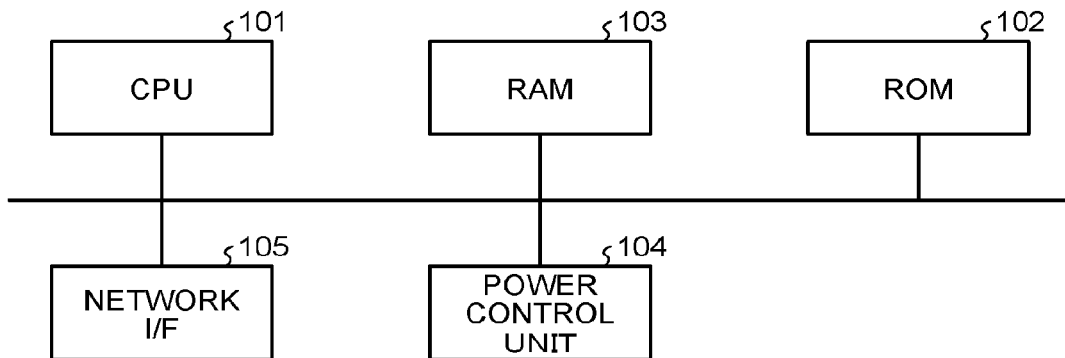 101
CPU
103
RAM
102
ROM
105
NETWORK
I/F
104
POWER
CONTROL
UNIT